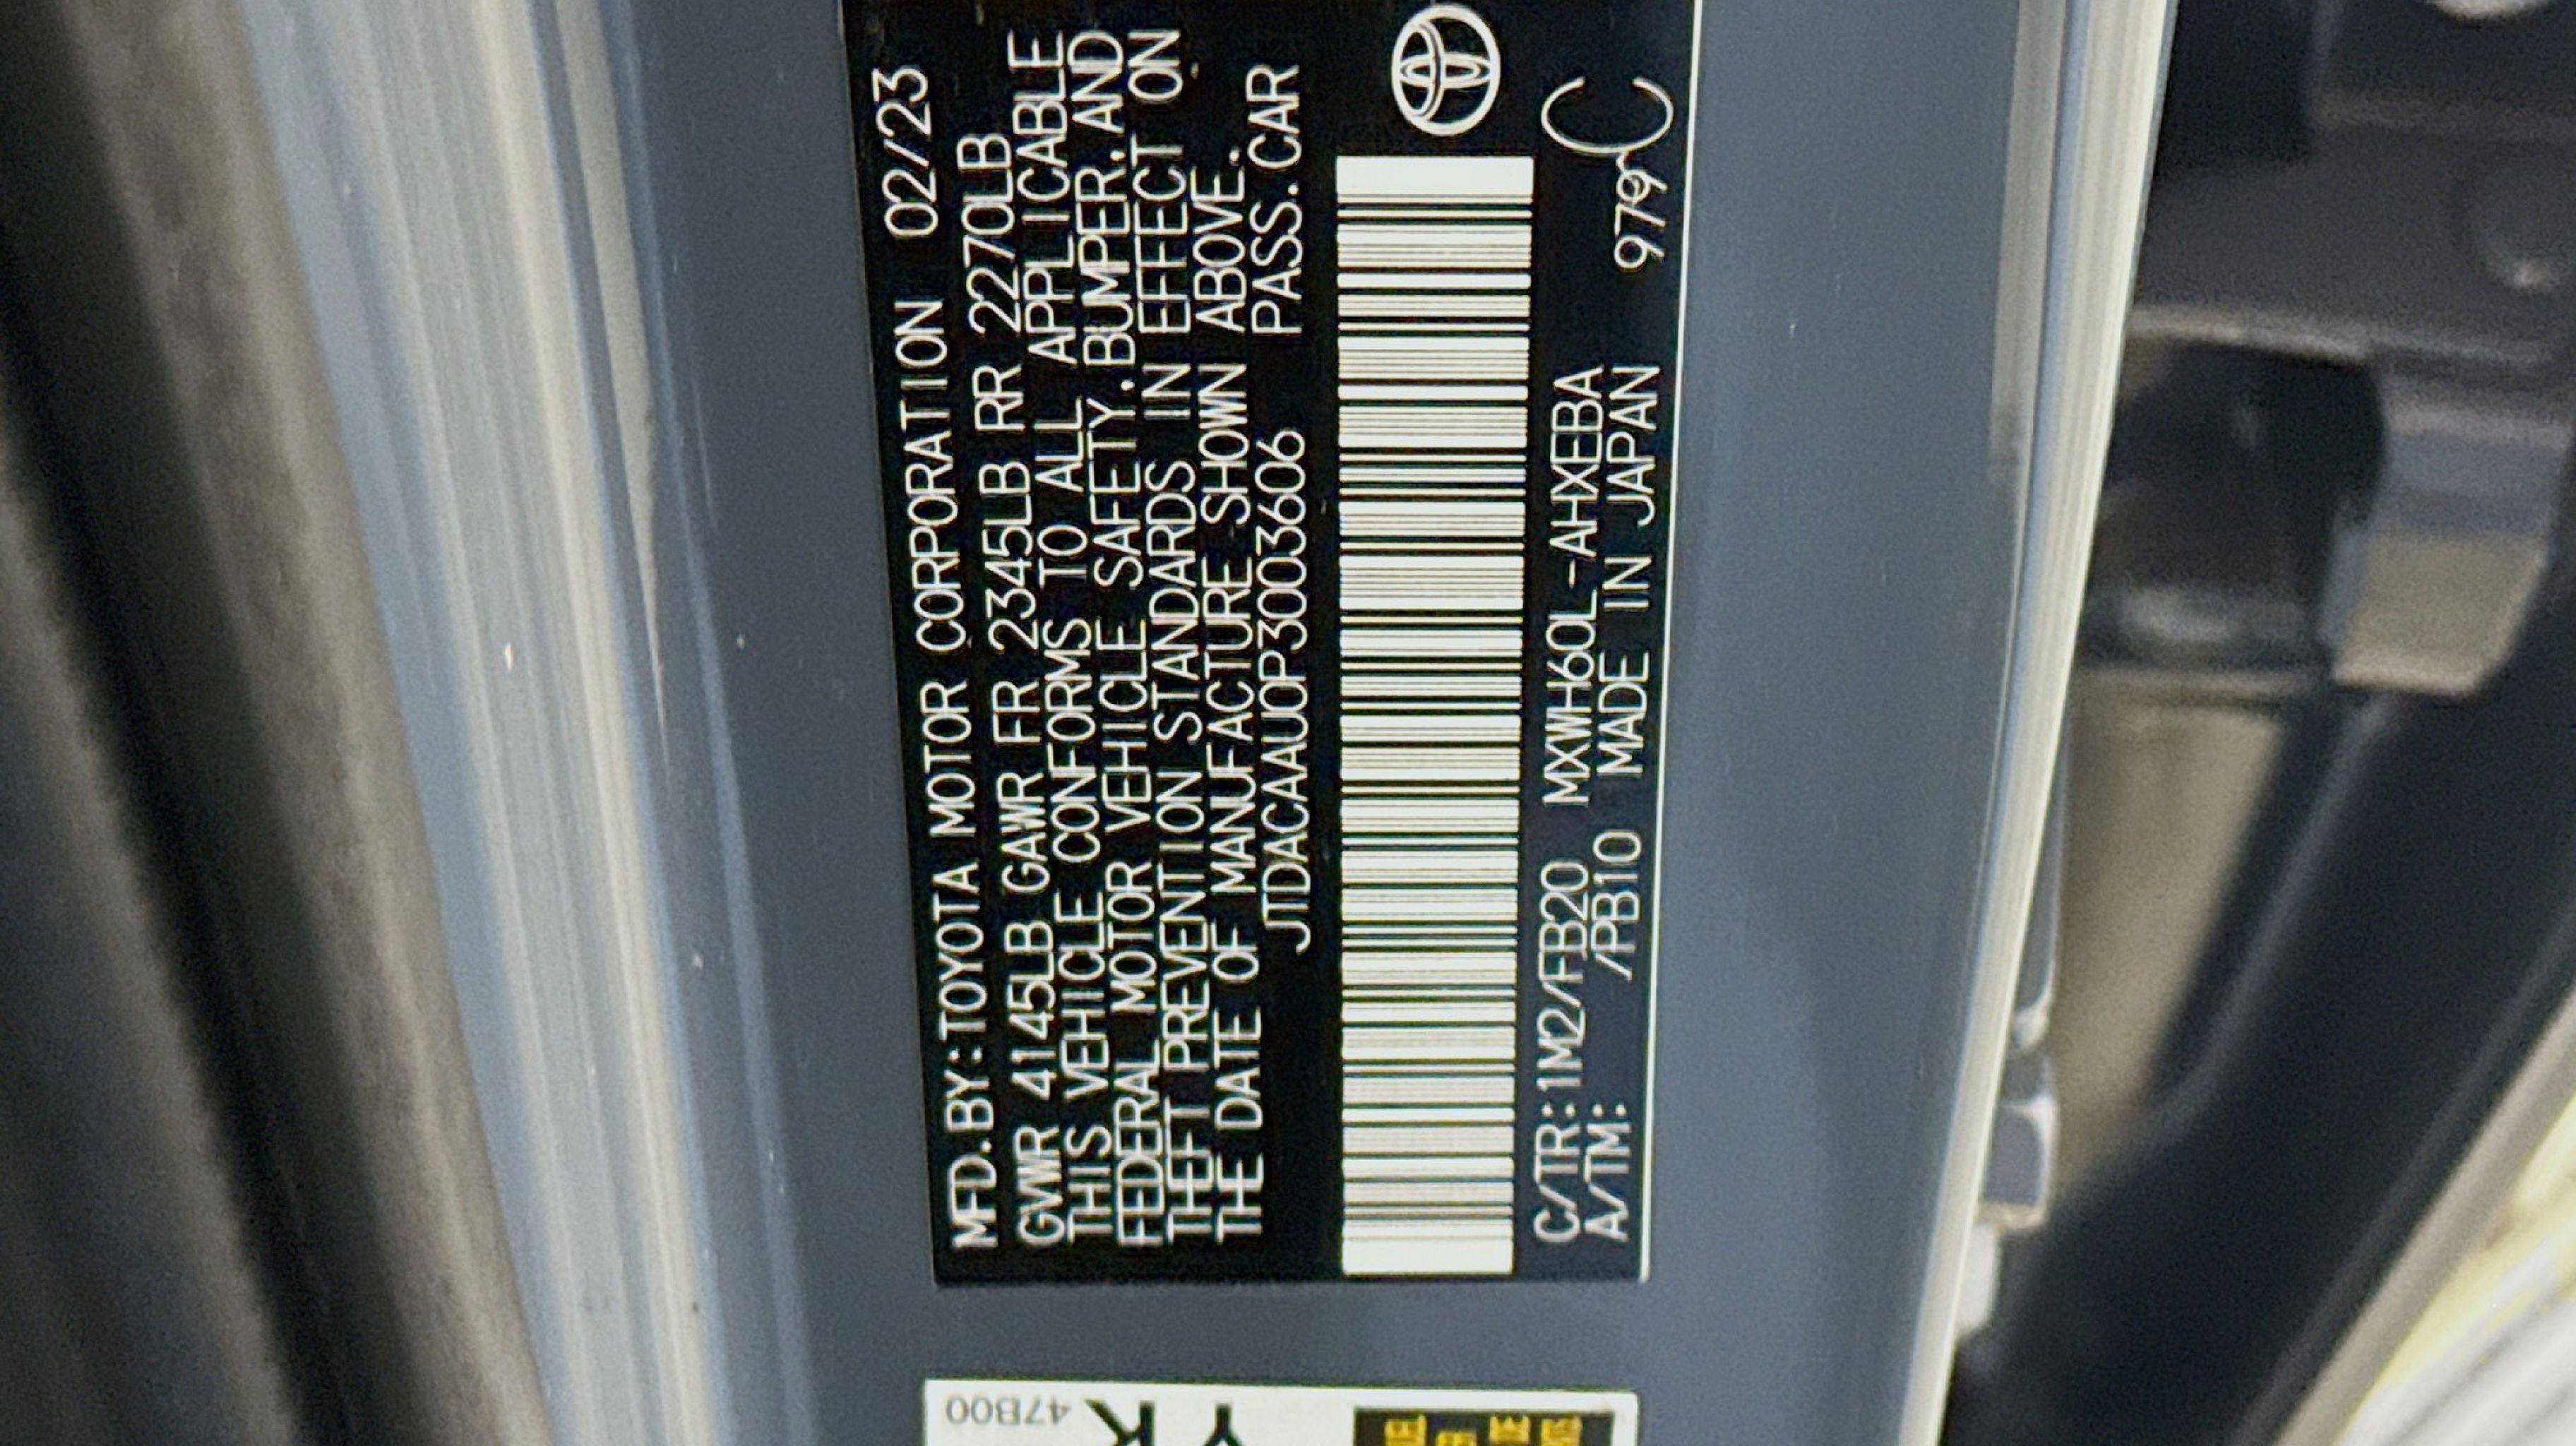 MFD.BY:TOYOTA MOTOR CORPORATION 02/23
GVWR 4145LB GAWR FR 2345LB RR 2270LB
THIS VEHICLE CONFORMS TO ALL APPLICABLE
FEDERAL MOTOR VEHICLE SAFETY.BUMPER.AND
THEFT PREVENTION STANDARDS IN EFFECT ON
THE DATE OF MANUFACTURE SHOWN ABOVE.
JTDACAAU0P3003606 PASS.CAR
C/TR:1M2/FB20 MXWH60L-AHXEBA
A/TM: /PB10 MADE IN JAPAN 979
C
47B00
YK